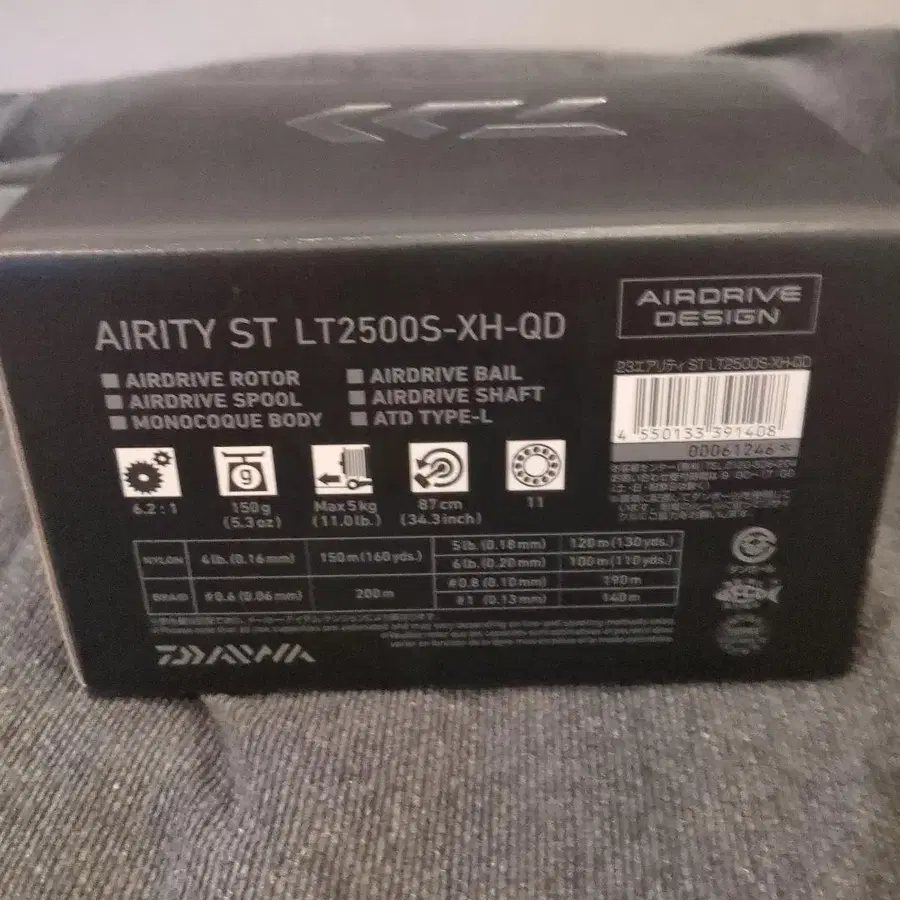 AIRITY ST LT2500S-XH-QD
■ AIRDRIVE ROTOR
■ AIRDRIVE SPOOL
■ MONOCOQUE BODY
■ AIRDRIVE BAIL
■ AIRDRIVE SHAFT
■ ATD TYPE-L
AIRDRIVE
DESIGN
23エアリティ ST LT2500S-XH-QD
4 550133 391408
00061246*
g
6.2 : 1
150g
(5.3oz)
Max5kg
(11.0lb.)
87cm
(34.3inch)
11
NYLON 4lb. (0.16mm) 150m(160yds.) 5lb. (0.18mm) 120m(130yds.)
6lb. (0.20mm) 100m(110yds.)
BRAID #0.6 (0.06mm) 200m #0.8 (0.10mm) 190m
#1 (0.13mm) 140m
DAIWA